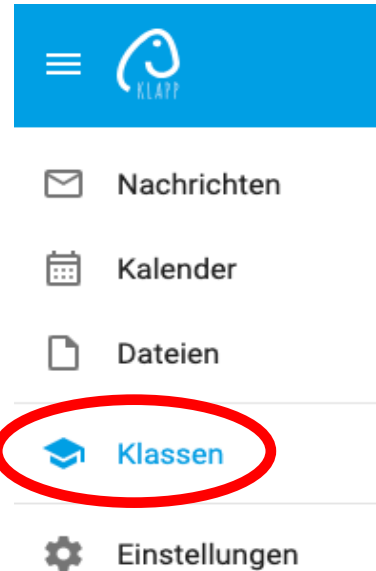 KLAPP
Nachrichten
Kalender
Dateien
Klassen
Einstellungen